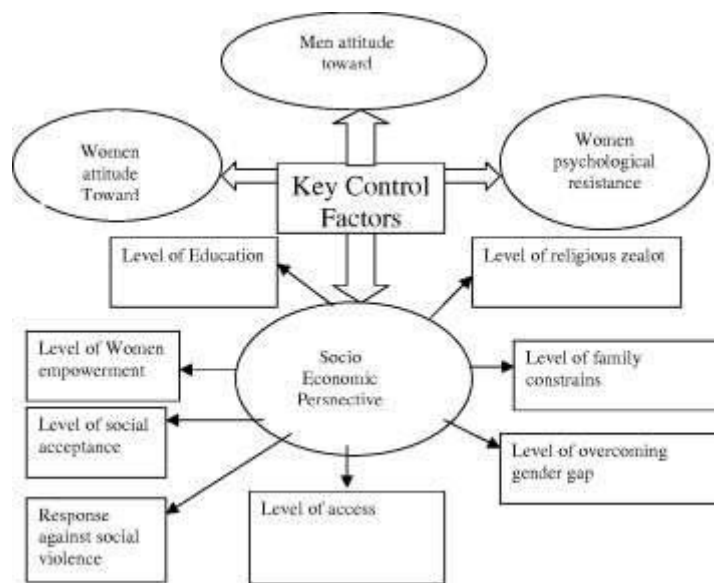 Men attitude
toward
Women
attitude
Toward
Women
psychological
resistance
Key Control
Factors
Level of Education
Level of religious zealot
Level of Women
empowerment
Socio
Economic
Persnective
Level of family
constrains
Level of social
acceptance
Level of overcoming
gender gap
Response
against social
violence
Level of access